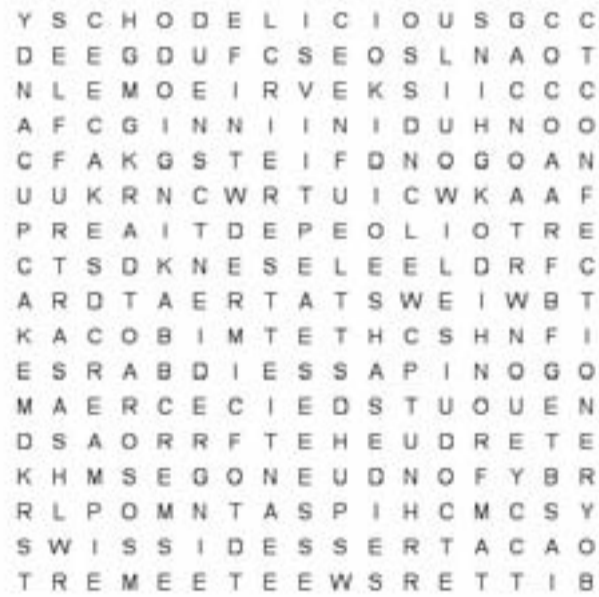 Y S C H O D E L I C I O U S G C C
D E E G D U F C S E O S L N A O T
N L E M O E I R V E K S I I C C C
A F C G I N N I I N I D U H N O O
C F A K G S T E I F D N O G O A N
U U K R N C W R T U I C W K A A F
P R E A I T D E P E O L I O T R E
C T S D K N E S E L E E L D R F C
A R D T A E R T A T S W E I W B T
K A C O B I M T E T H C S H N F I
E S R A B D I E S S A P I N O G O
M A E R C E C I E D S T U O U E N
D S A O R R F T E H E U D R E T E
K H M S E G O N E U D N O F Y B R
R L P O M N T A S P I H C M C S Y
S W I S S I D E S S E R T A C A O
T R E M E E T E E W S R E T T I B